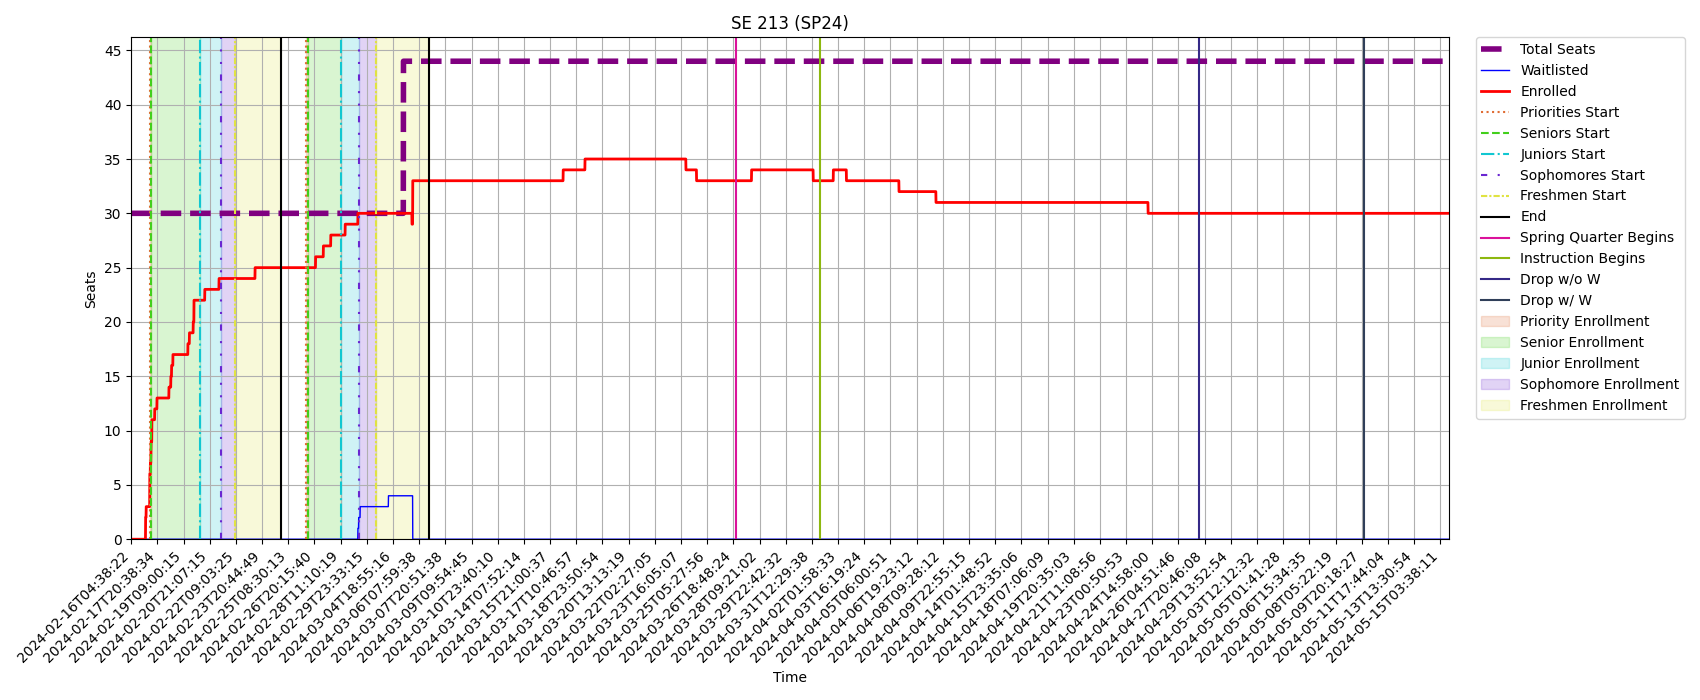 SE 213 (SP24)
Seats
45
40
35
30
25
20
15
10
5
0
2024-02-16T04:38:22
2024-02-17T20:38:34
2024-02-19T09:00:15
2024-02-20T21:07:15
2024-02-22T09:03:25
2024-02-23T20:44:49
2024-02-25T08:30:13
2024-02-26T20:15:40
2024-02-28T11:10:19
2024-02-29T23:33:15
2024-03-04T18:55:16
2024-03-06T07:59:38
2024-03-07T20:51:38
2024-03-09T09:54:45
2024-03-10T23:40:10
2024-03-14T07:52:14
2024-03-15T21:00:37
2024-03-17T10:46:57
2024-03-18T23:50:54
2024-03-20T13:13:19
2024-03-22T02:27:05
2024-03-23T16:05:07
2024-03-25T05:27:56
2024-03-26T18:48:24
2024-03-28T09:21:02
2024-03-29T22:42:32
2024-03-31T12:29:38
2024-04-02T01:58:33
2024-04-03T16:19:24
2024-04-05T06:00:51
2024-04-06T19:23:12
2024-04-08T09:28:12
2024-04-09T22:55:15
2024-04-14T01:48:52
2024-04-15T23:35:06
2024-04-18T07:06:09
2024-04-19T20:35:03
2024-04-21T11:08:56
2024-04-23T00:50:53
2024-04-24T14:58:00
2024-04-26T04:51:46
2024-04-27T20:46:08
2024-04-29T13:52:54
2024-05-03T12:12:32
2024-05-05T01:41:28
2024-05-06T15:34:35
2024-05-08T05:22:19
2024-05-09T20:18:27
2024-05-11T17:44:04
2024-05-13T13:30:54
2024-05-15T03:38:11
Time
Total Seats
Waitlisted
Enrolled
Priorities Start
Seniors Start
Juniors Start
Sophomores Start
Freshmen Start
End
Spring Quarter Begins
Instruction Begins
Drop w/o W
Drop w/ W
Priority Enrollment
Senior Enrollment
Junior Enrollment
Sophomore Enrollment
Freshmen Enrollment